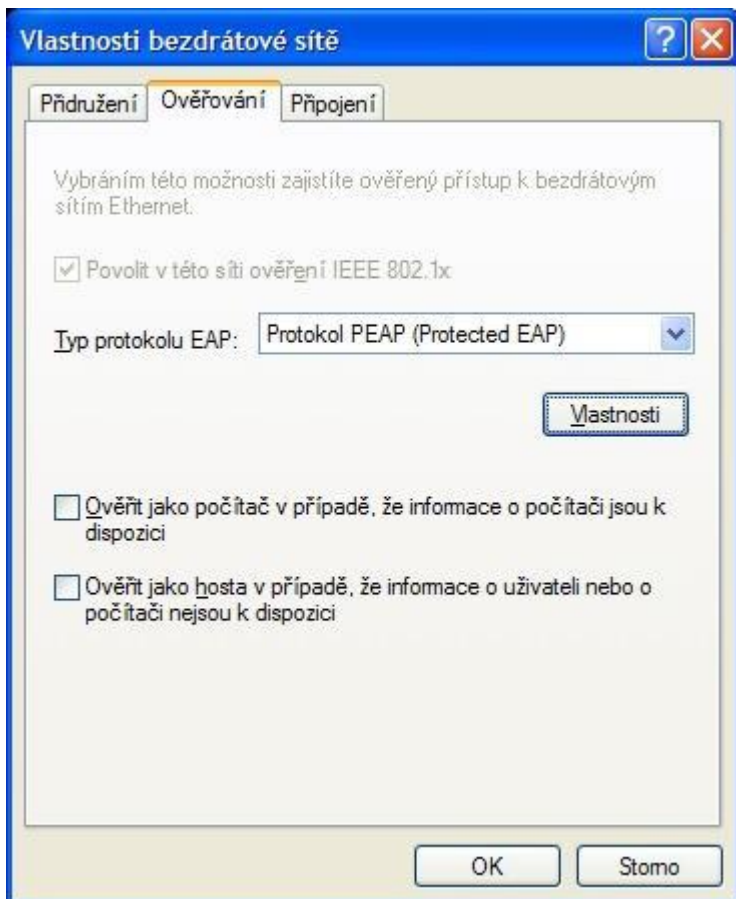 Vlastnosti bezdrátové sítě
Přidružení Ověřování Připojení
Vybráním této možnosti zajistíte ověřený přístup k bezdrátovým
sítím Ethernet.
Povolit v této síti ověření IEEE 802.1x
Typ protokolu EAP: Protokol PEAP (Protected EAP)
Vlastnosti
Ověřit jako počítač v případě, že informace o počítači jsou k
dispozici
Ověřit jako hosta v případě, že informace o uživateli nebo o
počítači nejsou k dispozici
OK Storno